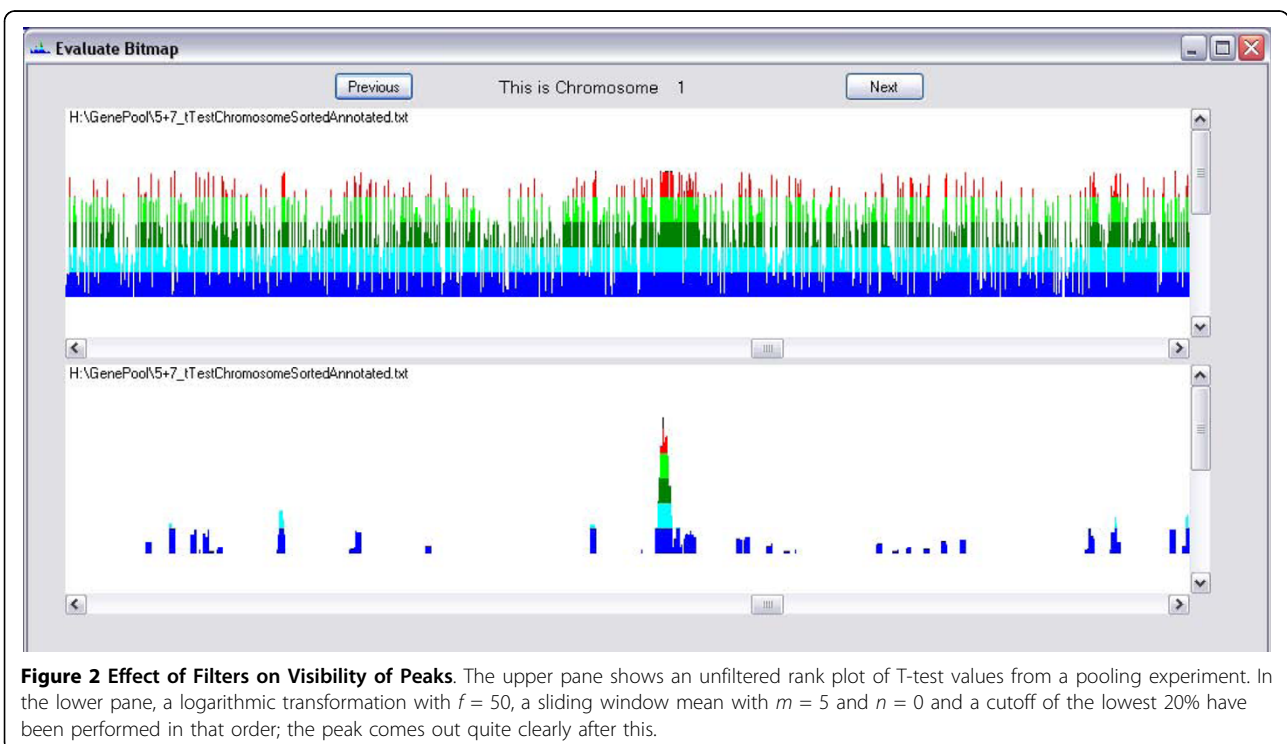 Evaluate Bitmap
Previous
This is Chromosome 1
Next
H:\GenePool\5+7_tTestChromosomeSortedAnnotated.txt
H:\GenePool\5+7_tTestChromosomeSortedAnnotated.txt
Figure 2 Effect of Filters on Visibility of Peaks. The upper pane shows an unfiltered rank plot of T-test values from a pooling experiment. In
the lower pane, a logarithmic transformation with f = 50, a sliding window mean with m = 5 and n = 0 and a cutoff of the lowest 20% have
been performed in that order; the peak comes out quite clearly after this.